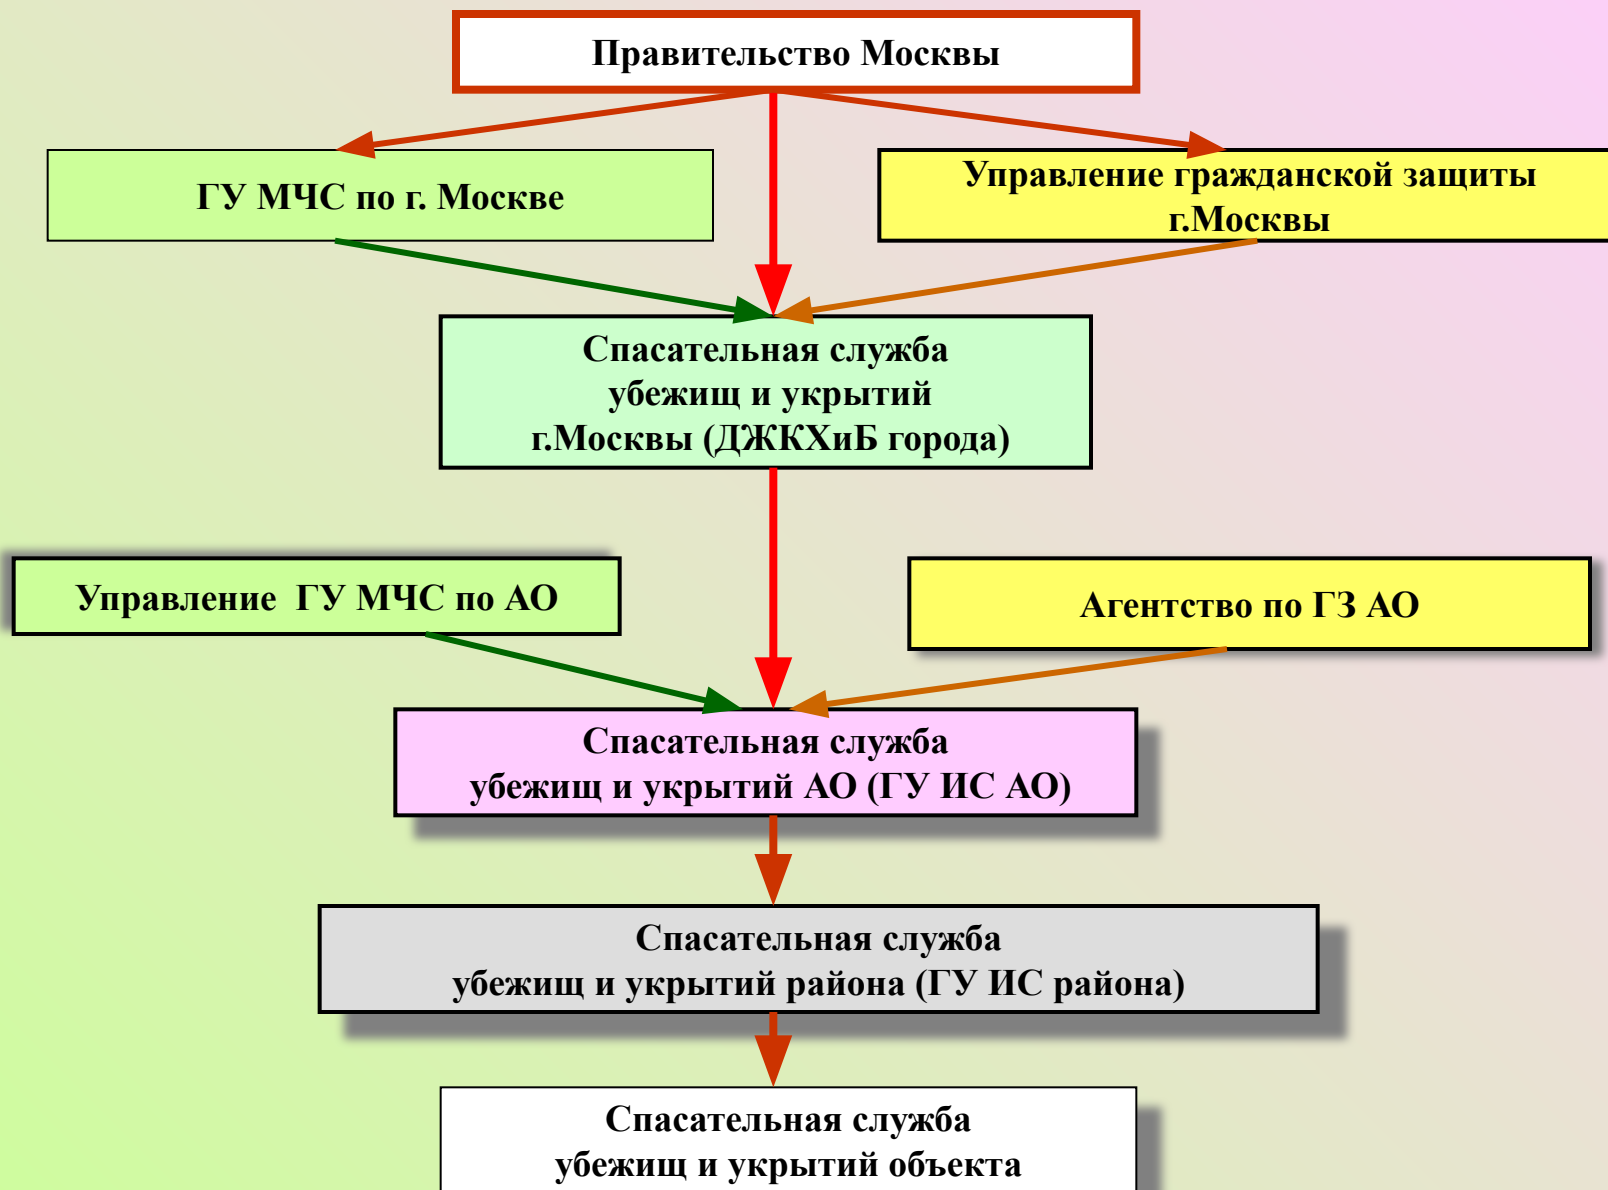 Правительство Москвы
ГУ МЧС по г. Москве
Управление гражданской защиты
г.Москвы
Спасательная служба
убежищ и укрытий
г.Москвы (ДЖКХиБ города)
Управление ГУ МЧС по АО
Агентство по ГЗ АО
Спасательная служба
убежищ и укрытий АО (ГУ ИС АО)
Спасательная служба
убежищ и укрытий района (ГУ ИС района)
Спасательная служба
убежищ и укрытий объекта